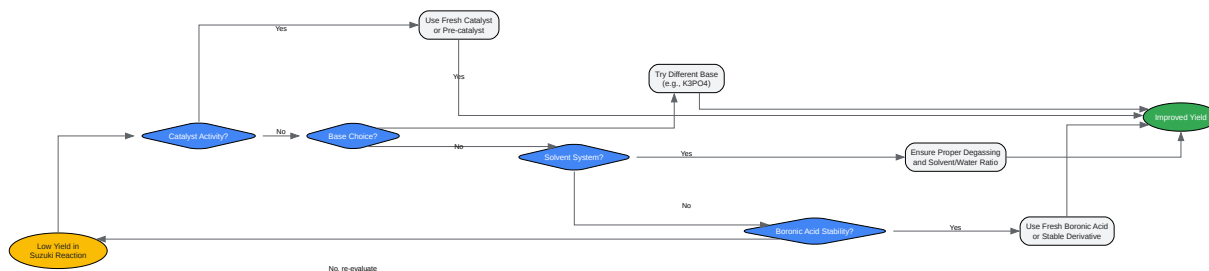 Use Fresh Catalyst
or Pre-catalyst
Yes
Yes
Try Different Base
(e.g., K3PO4)
Improved Yield
Catalyst Activity?
No
Base Choice?
No
Solvent System?
Yes
Ensure Proper Degassing
and Solvent/Water Ratio
No
Boronic Acid Stability?
Yes
Use Fresh Boronic Acid
or Stable Derivative
Low Yield in
Suzuki Reaction
No, re-evaluate